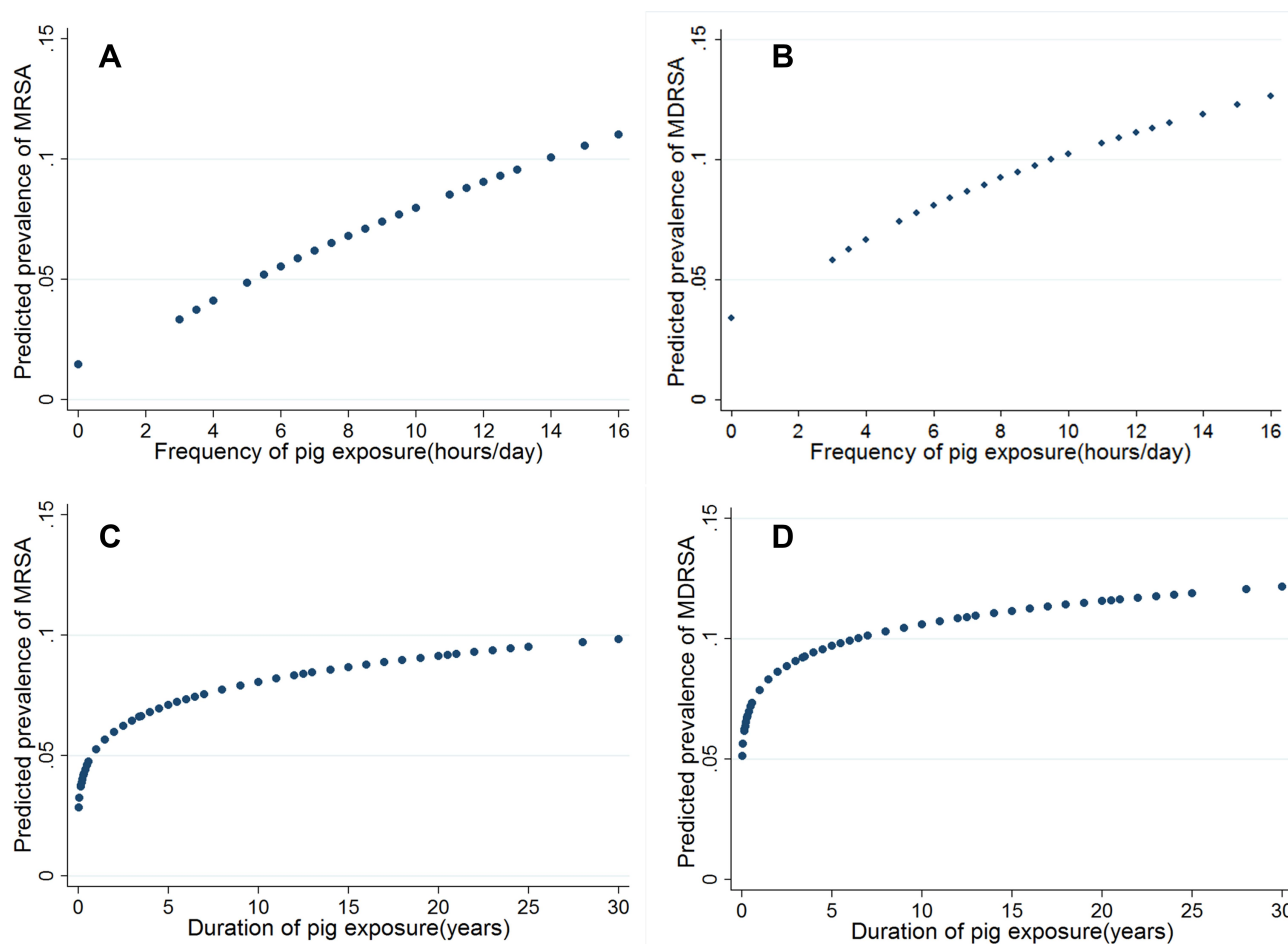 A
Predicted prevalence of MRSA
.15
.1
.05
0
0 2 4 6 8 10 12 14 16
Frequency of pig exposure(hours/day)
B
Predicted prevalence of MDRSA
.15
.1
.05
0
0 2 4 6 8 10 12 14 16
Frequency of pig exposure(hours/day)
C
Predicted prevalence of MRSA
.15
.1
.05
0
0 5 10 15 20 25 30
Duration of pig exposure(years)
D
Predicted prevalence of MDRSA
.15
.1
.05
0
0 5 10 15 20 25 30
Duration of pig exposure(years)